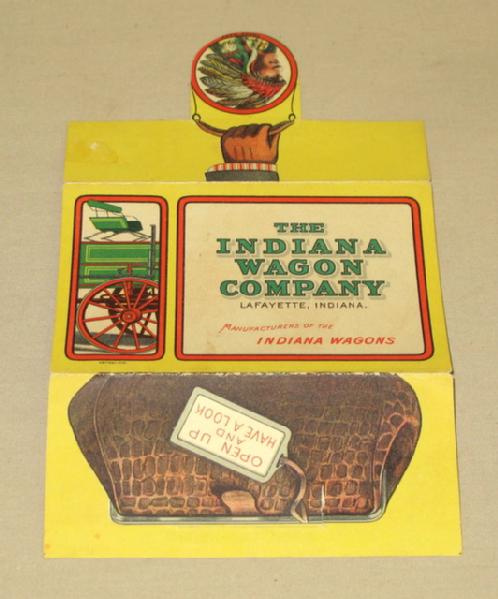 THE
INDIANA
WAGON
COMPANY
LAFAYETTE, INDIANA.
MANUFACTURERS OF THE
INDIANA WAGONS
OPEN UP
AND
HAVE A LOOK